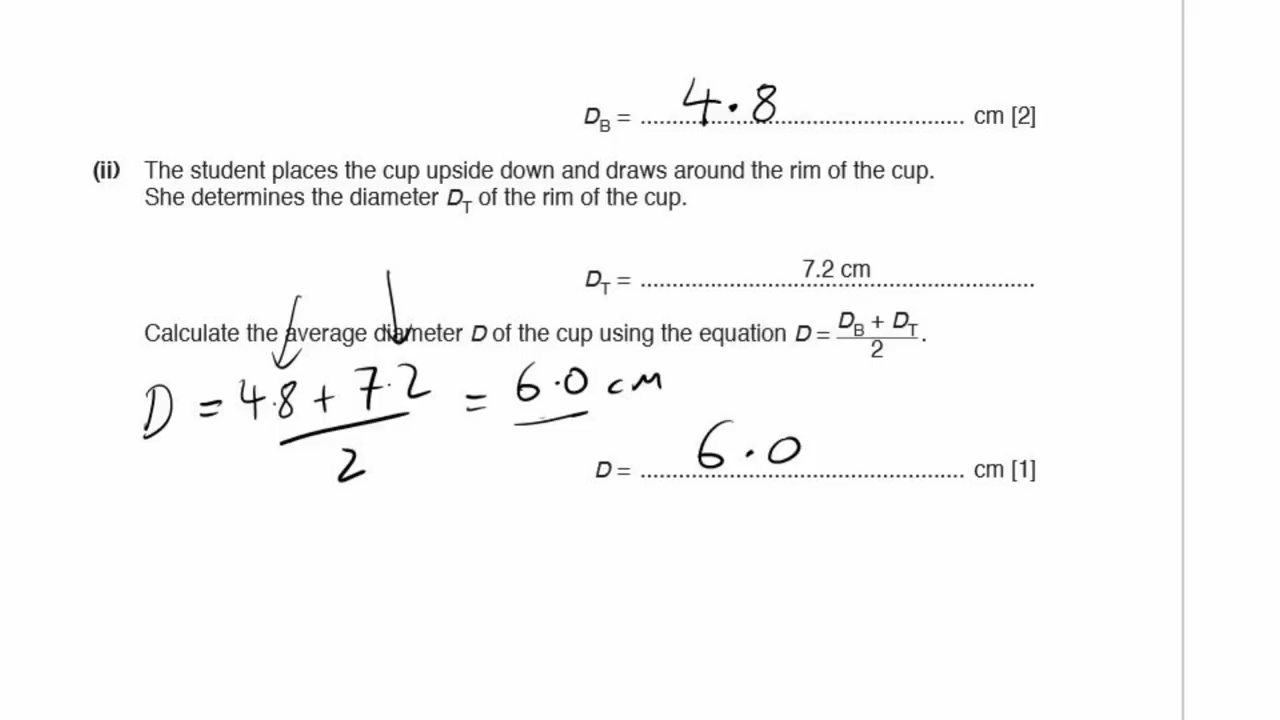 D_B = 4.8 cm [2]
(ii) The student places the cup upside down and draws around the rim of the cup.
She determines the diameter D_T of the rim of the cup.
D_T = 7.2 cm
Calculate the average diameter D of the cup using the equation D = (D_B + D_T)/2.
D = (4.8 + 7.2)/2 = 6.0 cm
D = 6.0 cm [1]